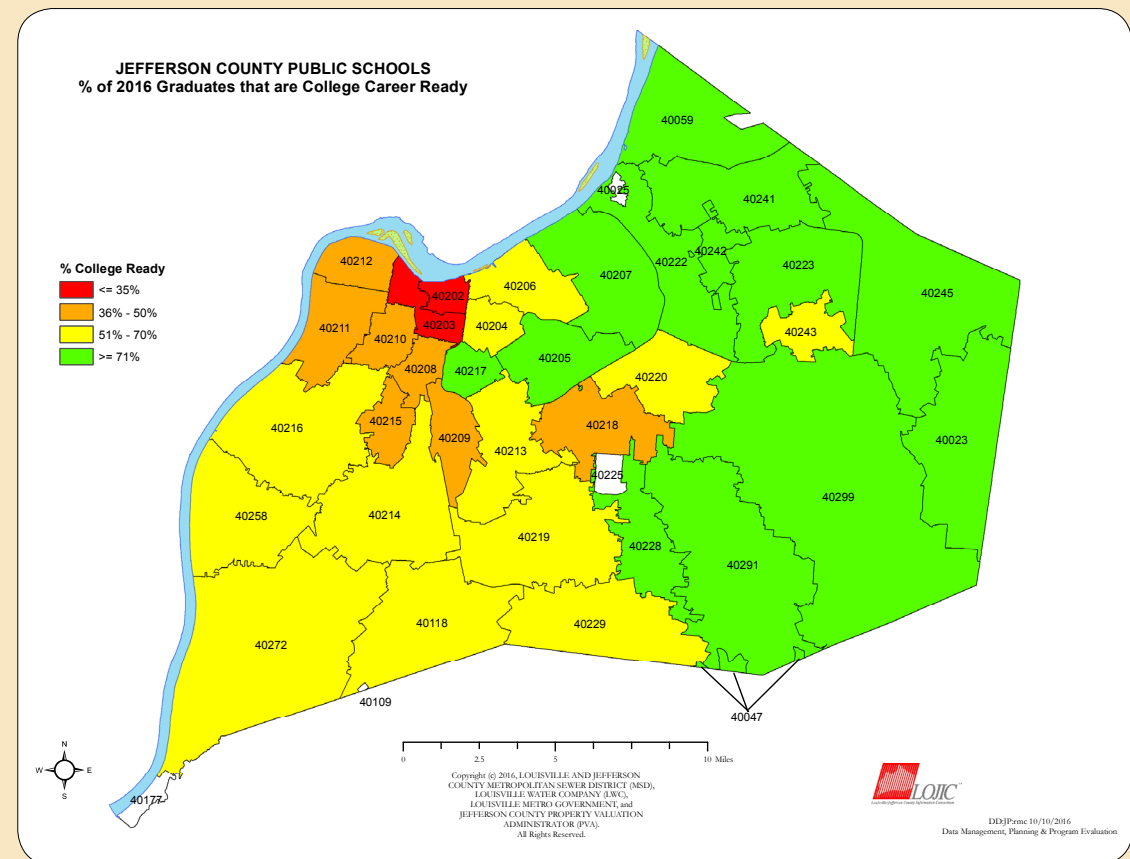 JEFFERSON COUNTY PUBLIC SCHOOLS
% of 2016 Graduates that are College Career Ready
% College Ready
<= 35%
36% - 50%
51% - 70%
>= 71%
40059
40025
40241
40212
40242
40222
40223
40207
40206
40245
40202
40211
40203
40204
40243
40210
40205
40208
40217
40220
40215
40218
40216
40209
40023
40213
40225
40299
40258
40214
40219
40228
40291
40118
40229
40272
40109
40047
40177
N
W E
S
0 2.5 5 10 Miles
Copyright (c) 2016, LOUISVILLE AND JEFFERSON
COUNTY METROPOLITAN SEWER DISTRICT (MSD),
LOUISVILLE WATER COMPANY (LWC),
LOUISVILLE METRO GOVERNMENT, and
JEFFERSON COUNTY PROPERTY VALUATION
ADMINISTRATOR (PVA).
All Rights Reserved.
LOJIC
Louisville/Jefferson County Information Consortium
DD:JP:rmc 10/10/2016
Data Management, Planning & Program Evaluation